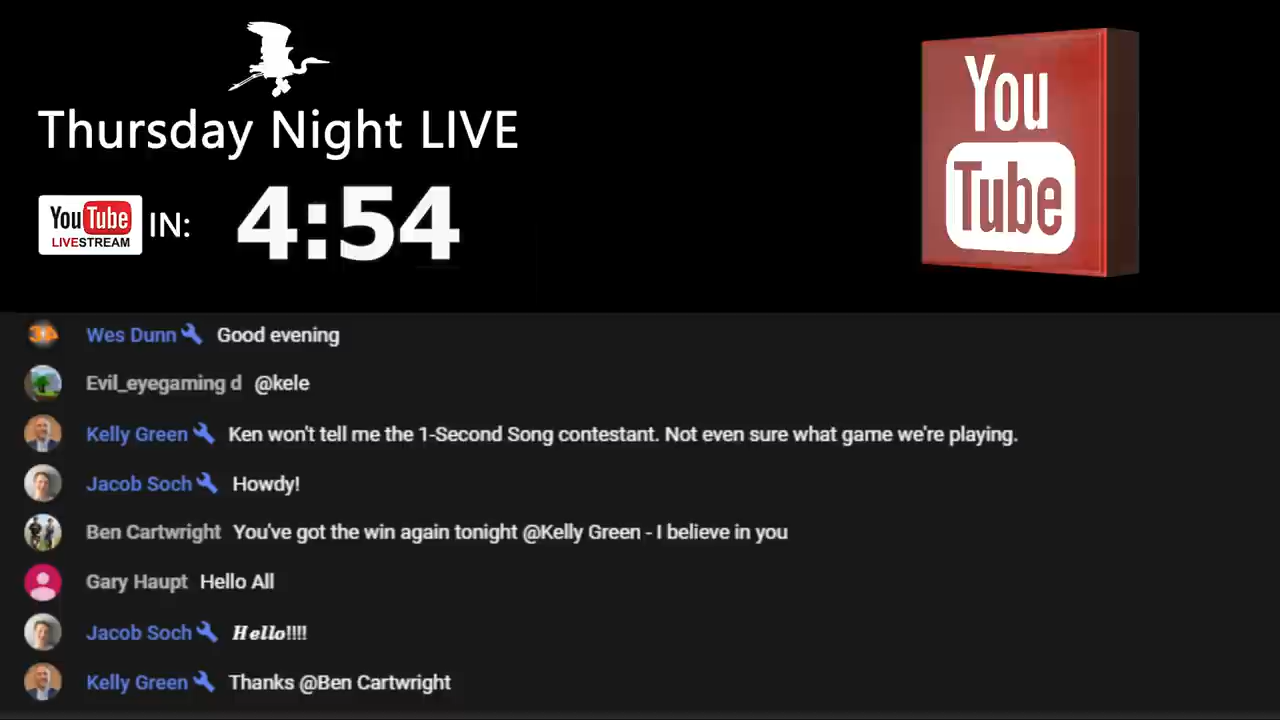 Thursday Night LIVE
YouTube
LIVESTREAM
IN:
4:54
You
Tube
Wes Dunn Good evening
Evil_eyegaming d @kele
Kelly Green Ken won't tell me the 1-Second Song contestant. Not even sure what game we're playing.
Jacob Soch Howdy!
Ben Cartwright You've got the win again tonight @Kelly Green - I believe in you
Gary Haupt Hello All
Jacob Soch 𝑯𝒆𝒍𝒍𝒐!!!!
Kelly Green Thanks @Ben Cartwright